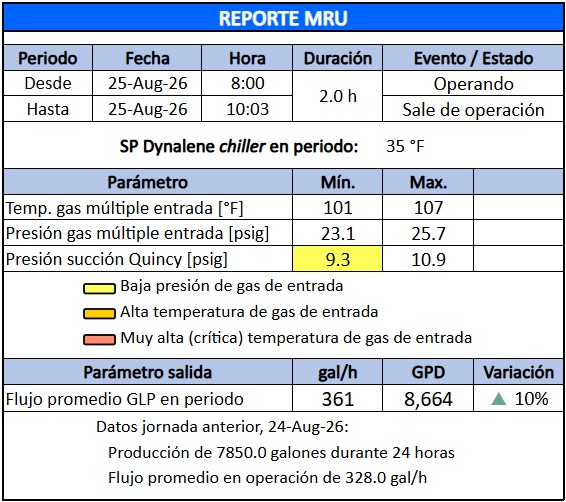 REPORTE MRU
Periodo Fecha Hora Duración Evento / Estado
Desde 25-Aug-26 8:00 2.0 h Operando
Hasta 25-Aug-26 10:03 Sale de operación
SP Dynalene chiller en periodo: 35 °F
Parámetro Mín. Max.
Temp. gas múltiple entrada [°F] 101 107
Presión gas múltiple entrada [psig] 23.1 25.7
Presión succión Quincy [psig] 9.3 10.9
Baja presión de gas de entrada
Alta temperatura de gas de entrada
Muy alta (crítica) temperatura de gas de entrada
Parámetro salida gal/h GPD Variación
Flujo promedio GLP en periodo 361 8,664 ▲ 10%
Datos jornada anterior, 24-Aug-26:
Producción de 7850.0 galones durante 24 horas
Flujo promedio en operación de 328.0 gal/h